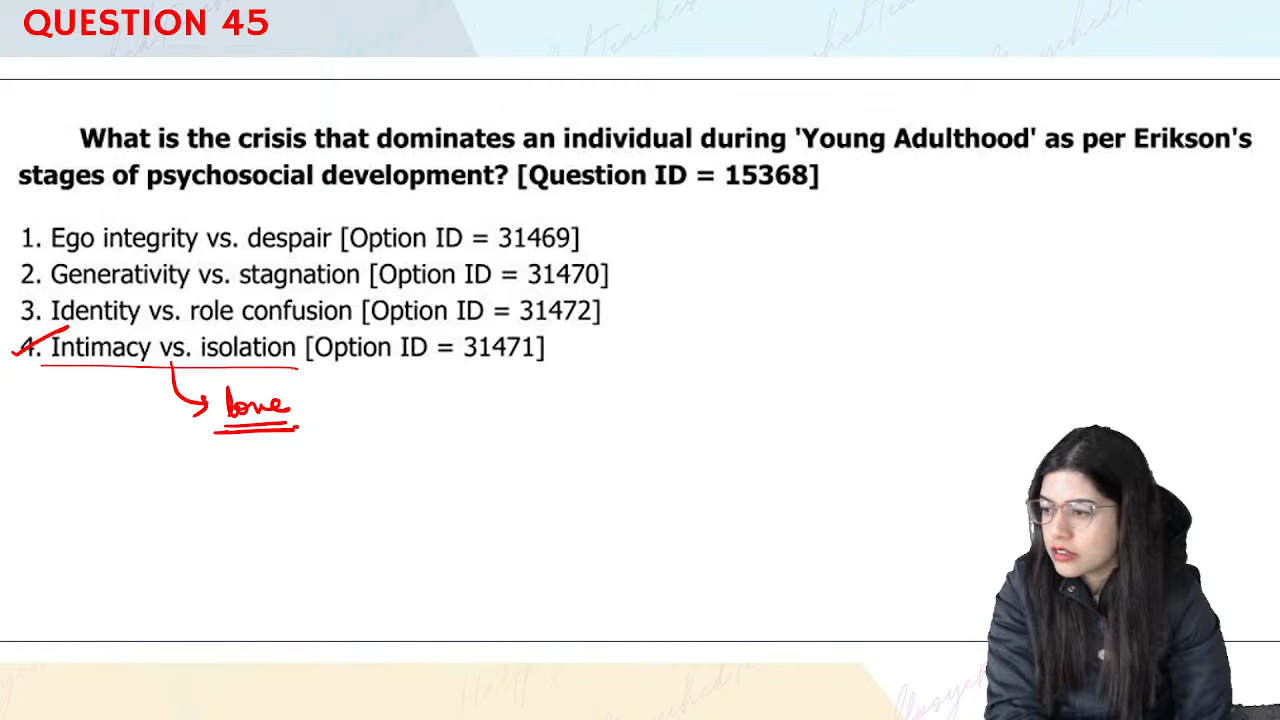 QUESTION 45
What is the crisis that dominates an individual during 'Young Adulthood' as per Erikson's
stages of psychosocial development? [Question ID = 15368]
1. Ego integrity vs. despair [Option ID = 31469]
2. Generativity vs. stagnation [Option ID = 31470]
3. Identity vs. role confusion [Option ID = 31472]
4. Intimacy vs. isolation [Option ID = 31471]
love